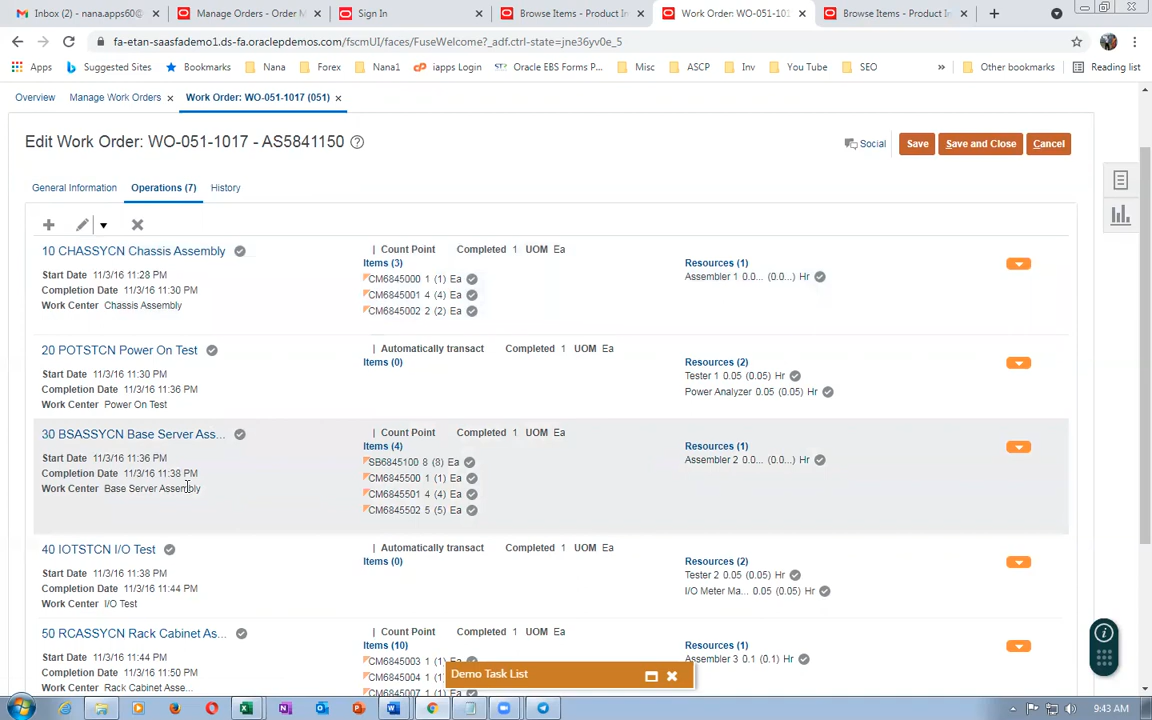 Inbox - nana.apps60@ Manage Orders - Order M Sign In Browse Items - Product In Work Order: WO-051-101 Browse Items - Product In
fa-etan-saasfademo1.ds-fa.oraclepdemos.com/fscmUI/faces/FuseWelcome?_adf.ctrl-state=jne36yv0e_5
Apps Suggested Sites Bookmarks Nana Forex Nana1 iapps Login Oracle EBS Forms P... Misc ASCP Inv You Tube SEO » Other bookmarks Reading list
Overview Manage Work Orders Work Order: WO-051-1017 (051)
Edit Work Order: WO-051-1017 - AS5841150 Social Save Save and Close Cancel
General Information Operations (7) History
10 CHASSYCN Chassis Assembly | Count Point Completed 1 UOM Ea
Items (3) Resources (1)
Start Date 11/3/16 11:28 PM CM6845000 1 (1) Ea Assembler 1 0.0... (0.0...) Hr
Completion Date 11/3/16 11:30 PM CM6845001 4 (4) Ea
Work Center Chassis Assembly CM6845002 2 (2) Ea
20 POTSTCN Power On Test | Automatically transact Completed 1 UOM Ea
Items (0) Resources (2)
Start Date 11/3/16 11:30 PM Tester 1 0.05 (0.05) Hr
Completion Date 11/3/16 11:36 PM Power Analyzer 0.05 (0.05) Hr
Work Center Power On Test
30 BSASSYCN Base Server Ass... | Count Point Completed 1 UOM Ea
Items (4) Resources (1)
Start Date 11/3/16 11:36 PM SB6845100 8 (8) Ea Assembler 2 0.0... (0.0...) Hr
Completion Date 11/3/16 11:38 PM CM6845500 1 (1) Ea
Work Center Base Server Assembly CM6845501 4 (4) Ea
CM6845502 5 (5) Ea
40 IOTSTCN I/O Test | Automatically transact Completed 1 UOM Ea
Items (0) Resources (2)
Start Date 11/3/16 11:38 PM Tester 2 0.05 (0.05) Hr
Completion Date 11/3/16 11:44 PM I/O Meter Ma... 0.05 (0.05) Hr
Work Center I/O Test
50 RCASSYCN Rack Cabinet As... | Count Point Completed 1 UOM Ea
Items (10) Resources (1)
Start Date 11/3/16 11:44 PM CM6845003 1 (1) Assembler 3 0.1 (0.1) Hr
Completion Date 11/3/16 11:50 PM CM6845004 1 (1)
Work Center Rack Cabinet Asse... CM6845007 1 (1)
Demo Task List
9:43 AM